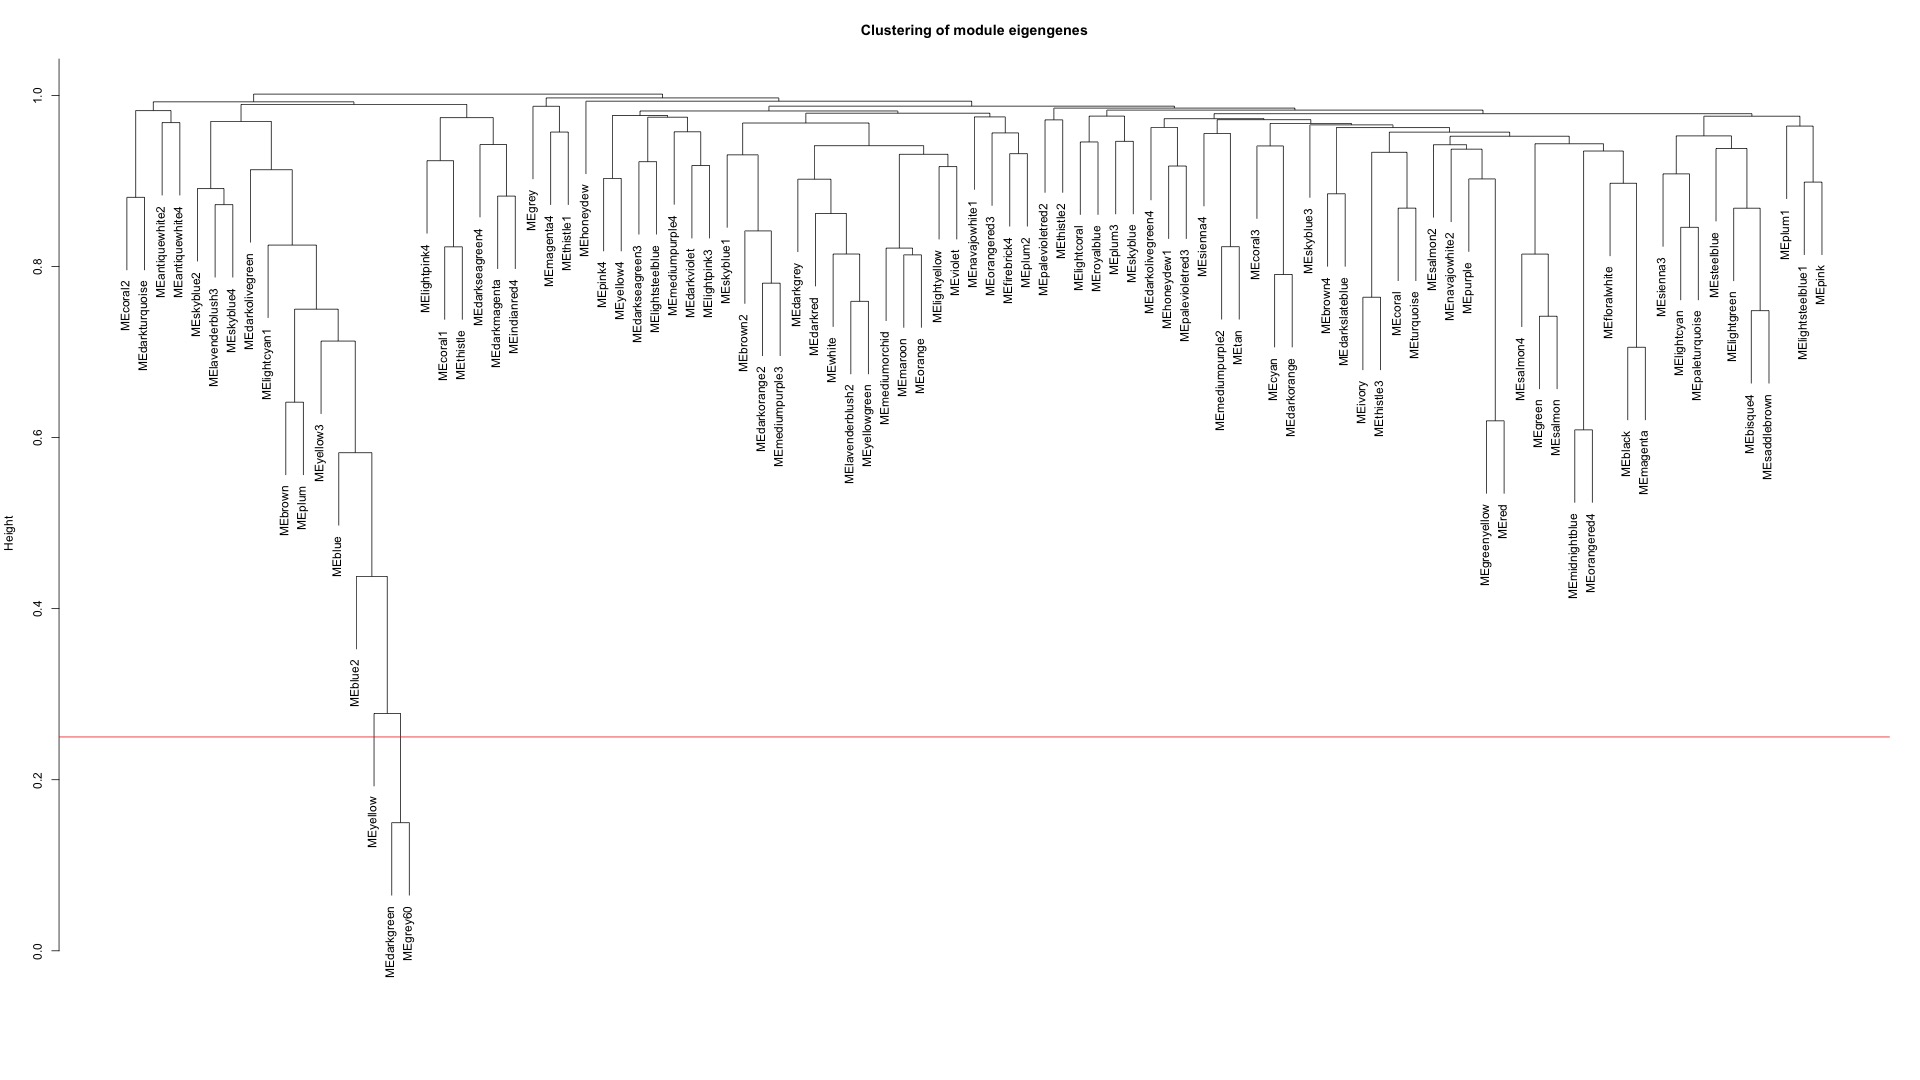 Clustering of module eigengenes
Height
1.0
0.8
0.6
0.4
0.2
0.0
MEcoral2
MEdarkturquoise
MEantiquewhite2
MEantiquewhite4
MEskyblue2
MElavenderblush3
MEskyblue4
MEdarkolivegreen
MElightcyan1
MEbrown
MEplum
MEyellow3
MEblue
MEblue2
MEyellow
MEdarkgreen
MEgrey60
MElightpink4
MEcoral1
MEthistle
MEdarkseagreen4
MEdarkmagenta
MEindianred4
MEgrey
MEmagenta4
MEthistle1
MEhoneydew
MEpink4
MEyellow4
MEdarkseagreen3
MElightsteelblue
MEmediumpurple4
MEdarkviolet
MElightpink3
MEskyblue1
MEbrown2
MEdarkorange2
MEmediumpurple3
MEdarkgrey
MEdarkred
MEwhite
MElavenderblush2
MEyellowgreen
MEmediumorchid
MEmaroon
MEorange
MElightyellow
MEviolet
MEnavajowhite1
MEorangered3
MEfirebrick4
MEplum2
MEpalevioletred2
MEthistle2
MElightcoral
MEroyalblue
MEplum3
MEskyblue
MEdarkolivegreen4
MEhoneydew1
MEpalevioletred3
MEsienna4
MEmediumpurple2
MEtan
MEcoral3
MEcyan
MEdarkorange
MEskyblue3
MEbrown4
MEdarkslateblue
MEivory
MEthistle3
MEcoral
MEturquoise
MEsalmon2
MEnavajowhite2
MEpurple
MEgreenyellow
MEred
MEsalmon4
MEgreen
MEsalmon
MEmidnightblue
MEorangered4
MEfloralwhite
MEblack
MEmagenta
MEsienna3
MElightcyan
MEpaleturquoise
MEsteelblue
MElightgreen
MEbisque4
MEsaddlebrown
MEplum1
MElightsteelblue1
MEpink